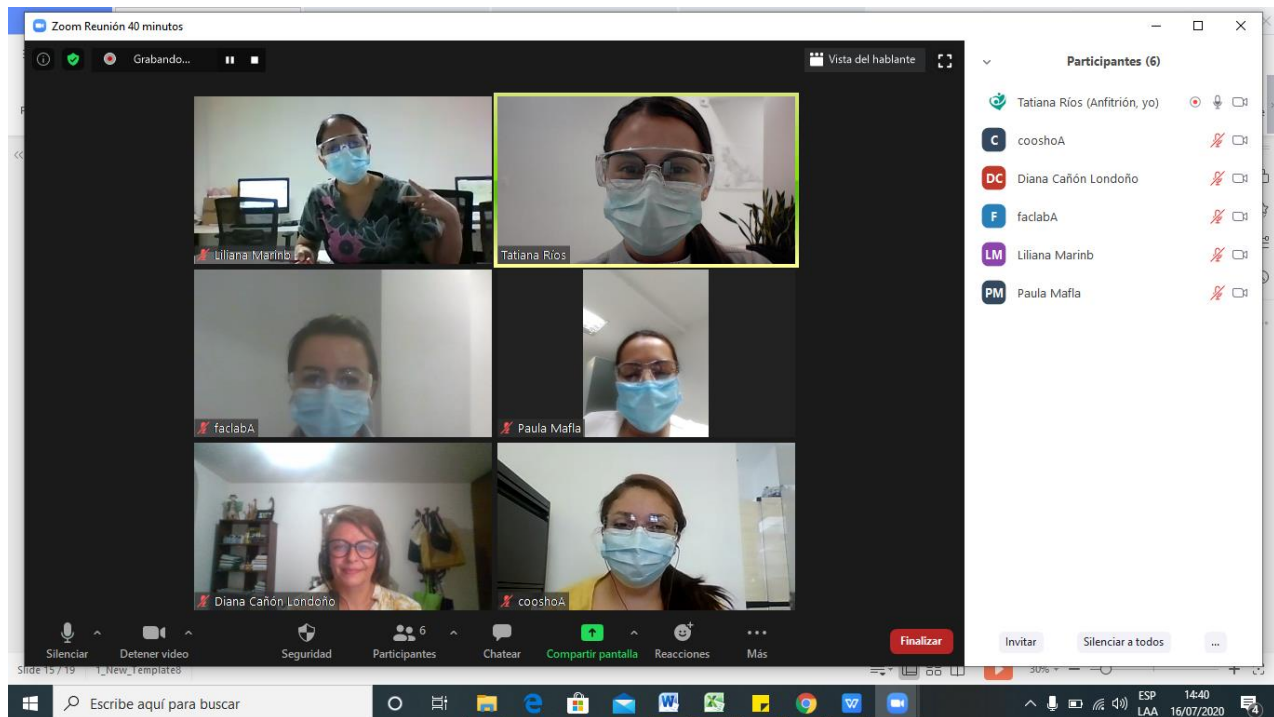 Zoom Reunión 40 minutos
Grabando...
Vista del hablante
Liliana Marinb
Tatiana Ríos
faclabA
Paula Mafla
Diana Cañón Londoño
cooshoA
Participantes (6)
Tatiana Ríos (Anfitrión, yo)
C cooshoA
DC Diana Cañón Londoño
F faclabA
LM Liliana Marinb
PM Paula Mafla
Silenciar
Detener video
Seguridad
6
Participantes
Chatear
Compartir pantalla
Reacciones
Más
Finalizar
Invitar
Silenciar a todos
...
Slide 15 / 19 1_New_Template8
30%
Escribe aquí para buscar
ESP
LAA
14:40
16/07/2020
4